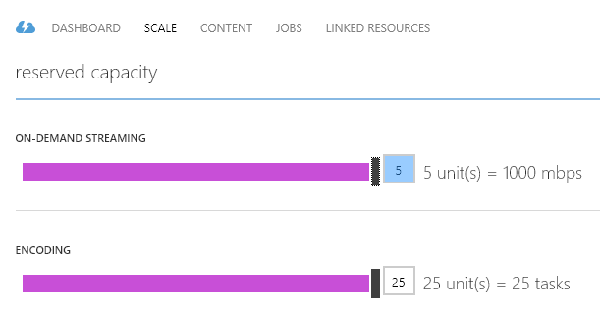 DASHBOARD SCALE CONTENT JOBS LINKED RESOURCES
reserved capacity
ON-DEMAND STREAMING
5 5 unit(s) = 1000 mbps
ENCODING
25 25 unit(s) = 25 tasks